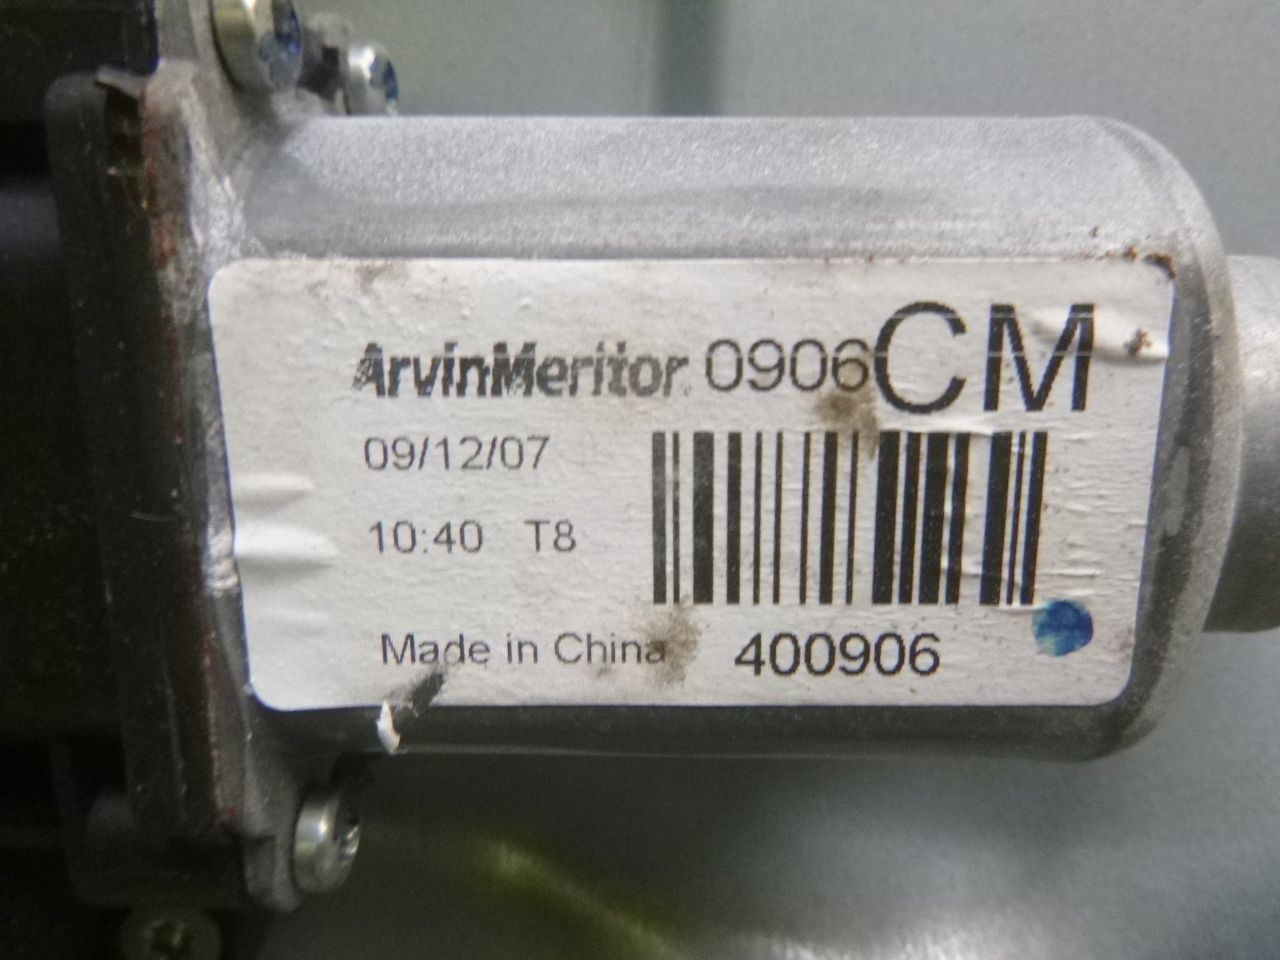 ArvinMeritor 0906CM
09/12/07
10:40 T8
Made in China 400906